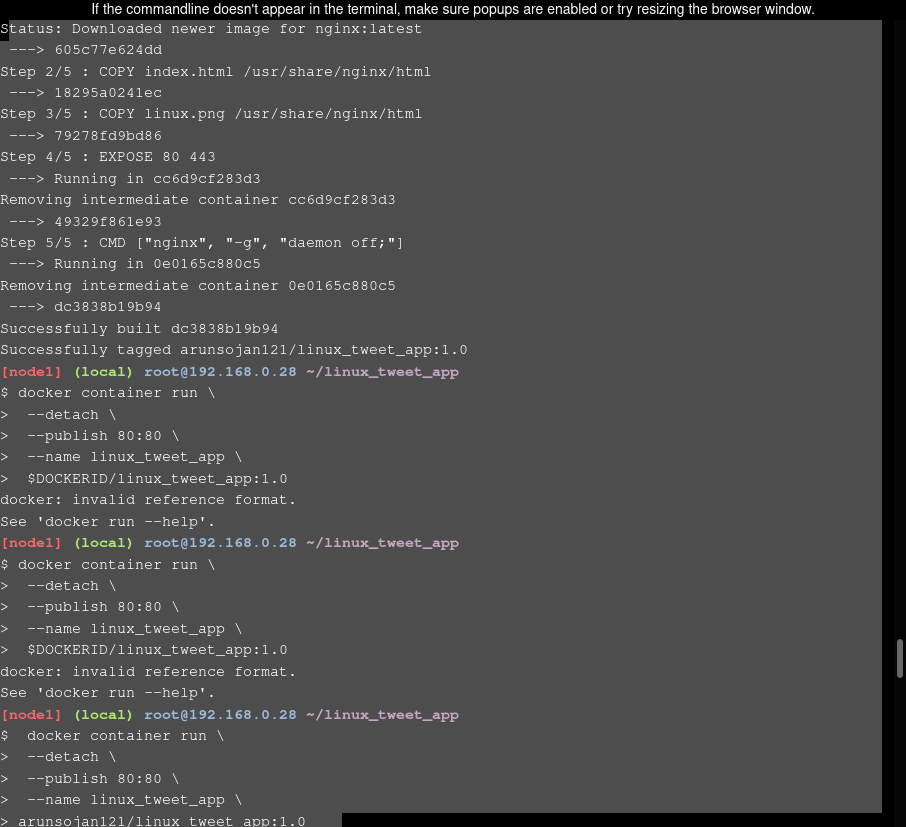 If the commandline doesn't appear in the terminal, make sure popups are enabled or try resizing the browser window.
Status: Downloaded newer image for nginx:latest
 ---> 605c77e624dd
Step 2/5 : COPY index.html /usr/share/nginx/html
 ---> 18295a0241ec
Step 3/5 : COPY linux.png /usr/share/nginx/html
 ---> 79278fd9bd86
Step 4/5 : EXPOSE 80 443
 ---> Running in cc6d9cf283d3
Removing intermediate container cc6d9cf283d3
 ---> 49329f861e93
Step 5/5 : CMD ["nginx", "-g", "daemon off;"]
 ---> Running in 0e0165c880c5
Removing intermediate container 0e0165c880c5
 ---> dc3838b19b94
Successfully built dc3838b19b94
Successfully tagged arunsojan121/linux_tweet_app:1.0
[node1] (local) root@192.168.0.28 ~/linux_tweet_app
$ docker container run \
>  --detach \
>  --publish 80:80 \
>  --name linux_tweet_app \
>  $DOCKERID/linux_tweet_app:1.0
docker: invalid reference format.
See 'docker run --help'.
[node1] (local) root@192.168.0.28 ~/linux_tweet_app
$ docker container run \
>  --detach \
>  --publish 80:80 \
>  --name linux_tweet_app \
>  $DOCKERID/linux_tweet_app:1.0
docker: invalid reference format.
See 'docker run --help'.
[node1] (local) root@192.168.0.28 ~/linux_tweet_app
$  docker container run \
>  --detach \
>  --publish 80:80 \
>  --name linux_tweet_app \
> arunsojan121/linux_tweet_app:1.0